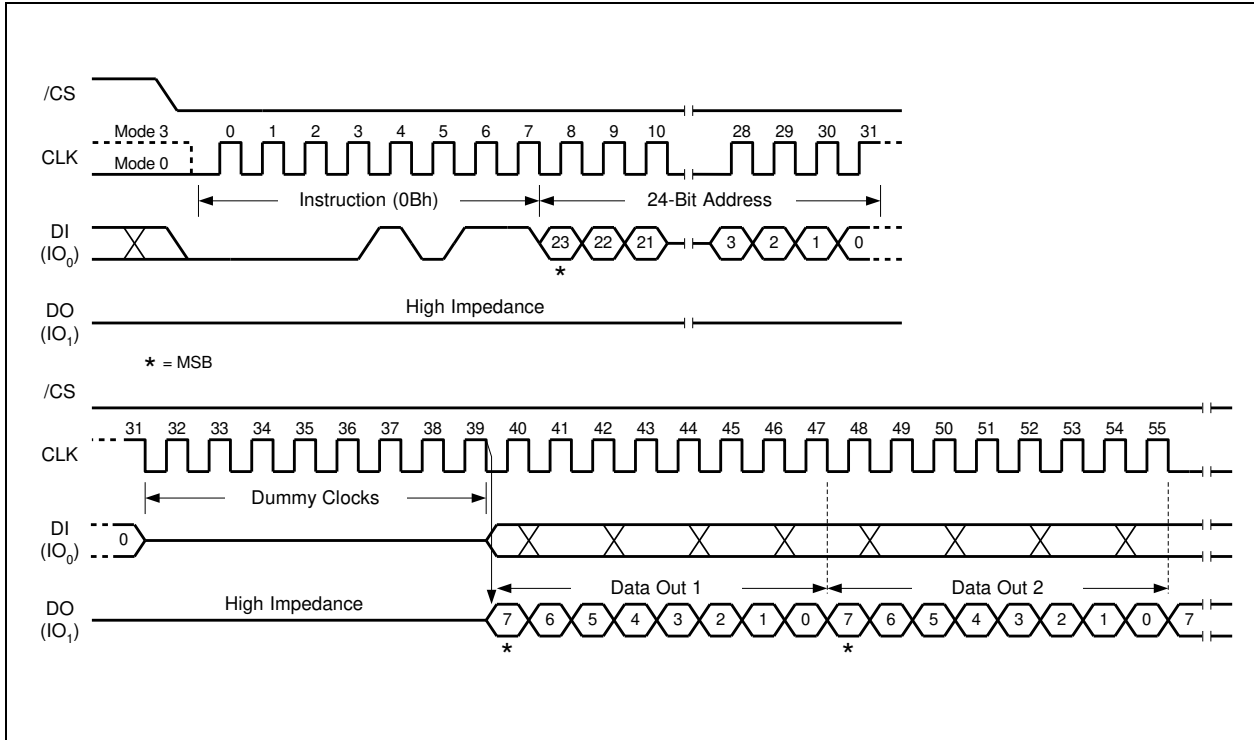 /CS
Mode 3 0 1 2 3 4 5 6 7 8 9 10 28 29 30 31
CLK
Mode 0
Instruction (0Bh) 24-Bit Address
DI
(IO0) 23 22 21 3 2 1 0
*
High Impedance
DO
(IO1)
* = MSB
/CS
31 32 33 34 35 36 37 38 39 40 41 42 43 44 45 46 47 48 49 50 51 52 53 54 55
CLK
Dummy Clocks
DI
(IO0) 0
Data Out 1 Data Out 2
High Impedance
DO
(IO1) 7 6 5 4 3 2 1 0 7 6 5 4 3 2 1 0 7
* *